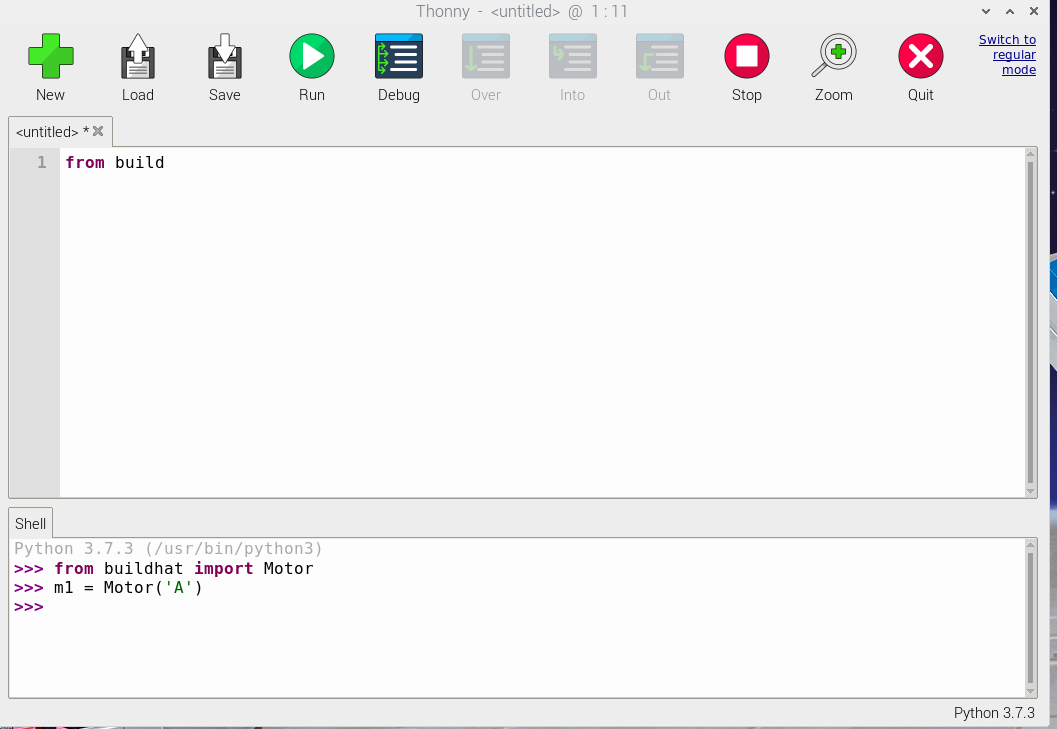 Thonny - <untitled> @ 1 : 11
New Load Save Run Debug Over Into Out Stop Zoom Quit
Switch to
regular
mode
<untitled> *
1 from build
Shell
Python 3.7.3 (/usr/bin/python3)
>>> from buildhat import Motor
>>> m1 = Motor('A')
>>>
Python 3.7.3